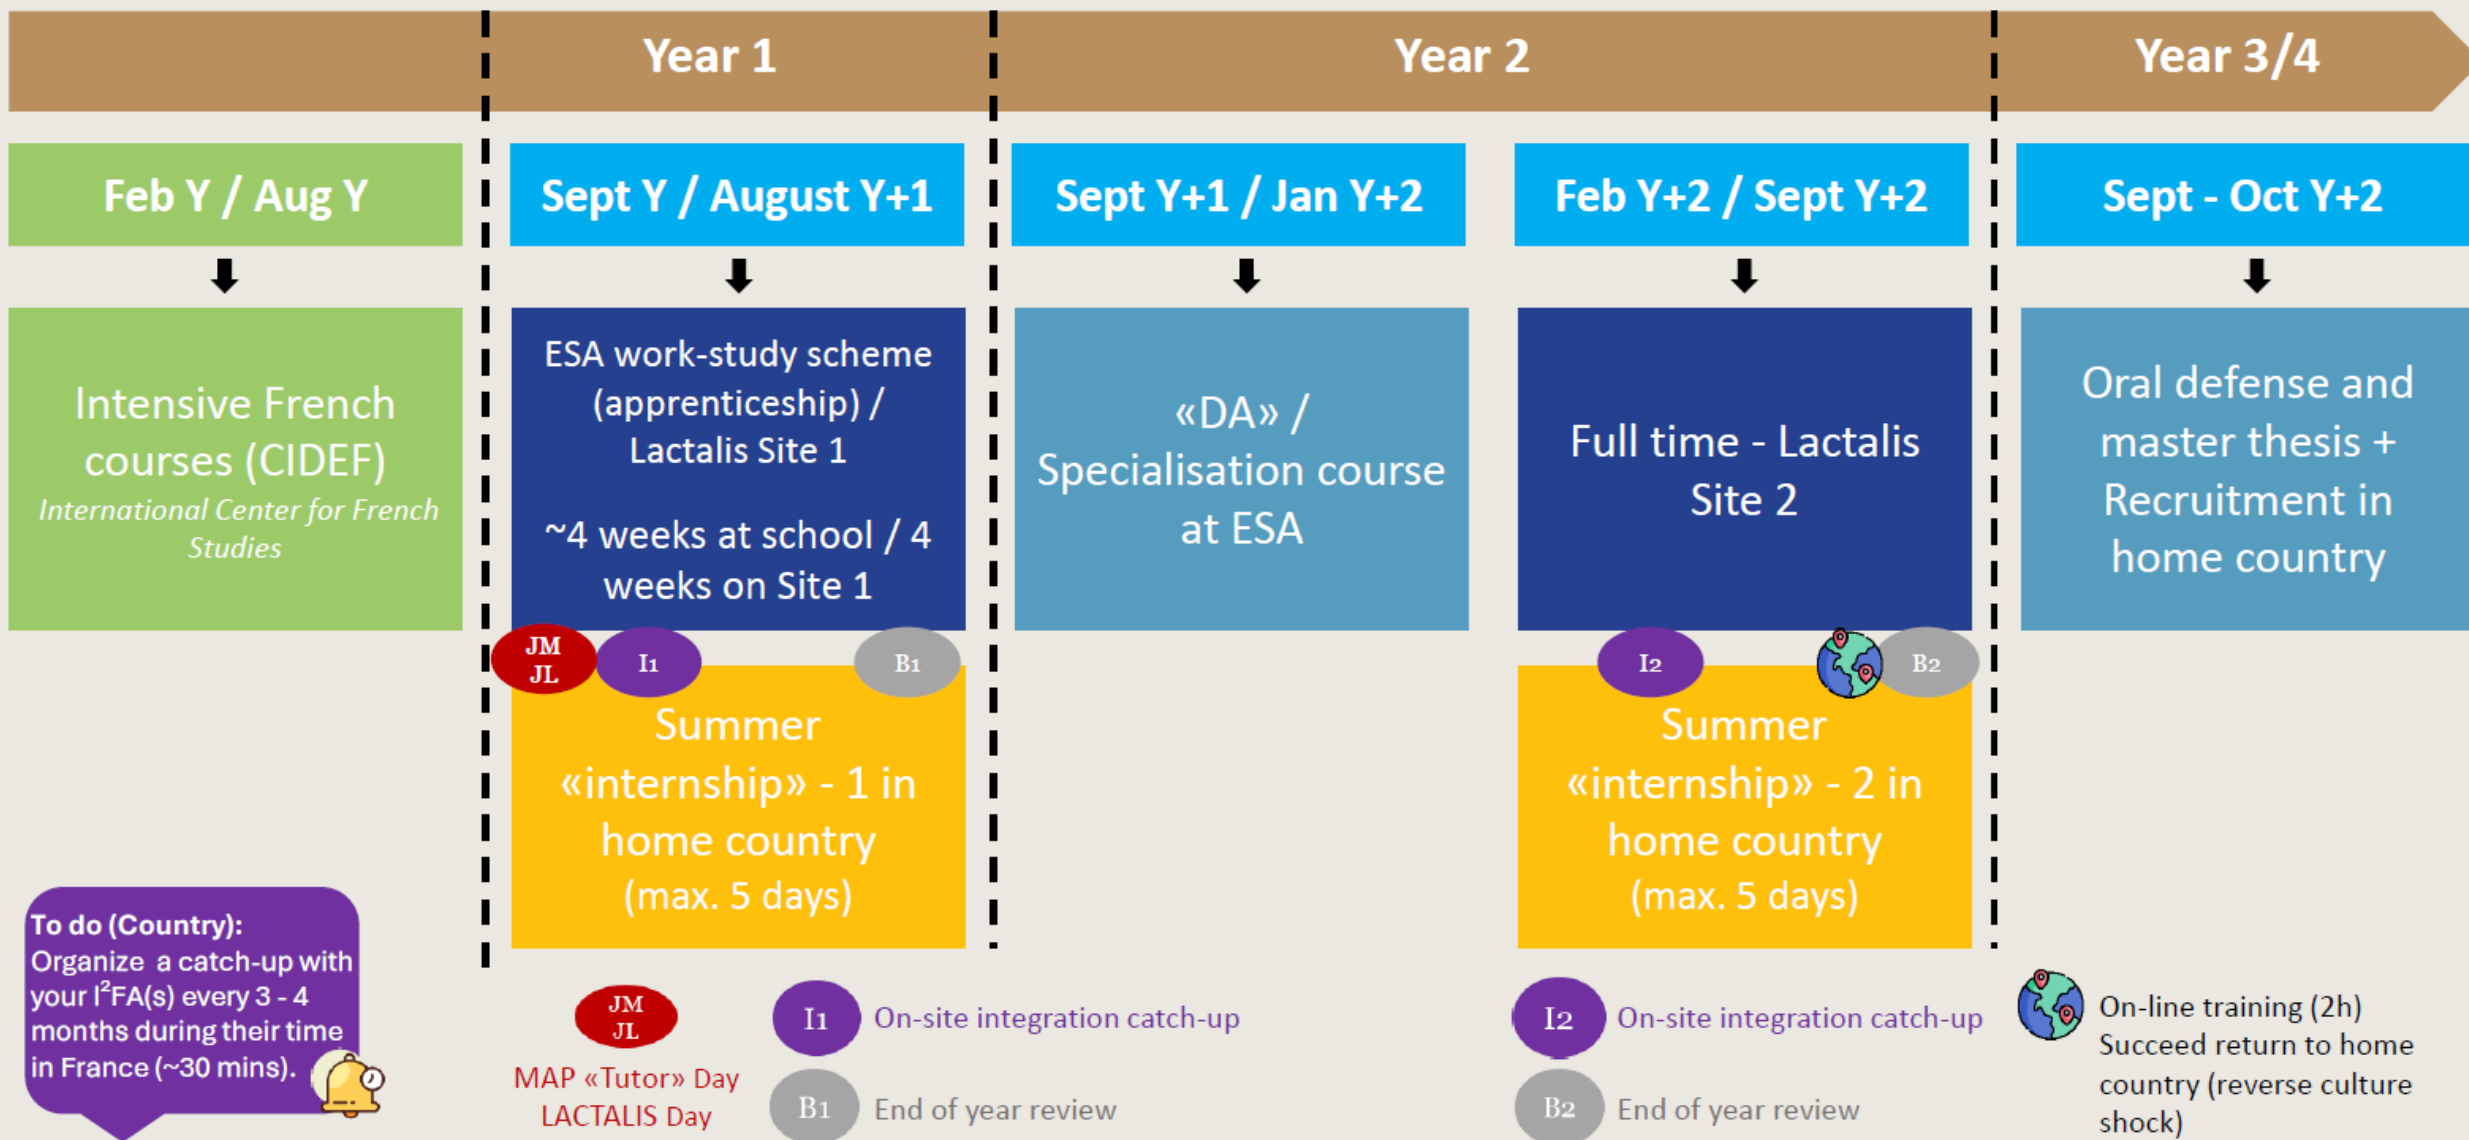 Year 1
Year 2
Year 3/4
Feb Y / Aug Y
Sept Y / August Y+1
Sept Y+1 / Jan Y+2
Feb Y+2 / Sept Y+2
Sept - Oct Y+2
Intensive French
courses (CIDEF)
International Center for French
Studies
ESA work-study scheme
(apprenticeship) /
Lactalis Site 1
~4 weeks at school / 4
weeks on Site 1
«DA» /
Specialisation course
at ESA
Full time - Lactalis
Site 2
Oral defense and
master thesis +
Recruitment in
home country
JM
JL
I1
B1
I2
B2
Summer
«internship» - 1 in
home country
(max. 5 days)
Summer
«internship» - 2 in
home country
(max. 5 days)
To do (Country):
Organize a catch-up with
your I²FA(s) every 3 - 4
months during their time
in France (~30 mins).
JM
JL
MAP «Tutor» Day
LACTALIS Day
I1 On-site integration catch-up
B1 End of year review
I2 On-site integration catch-up
B2 End of year review
On-line training (2h)
Succeed return to home
country (reverse culture
shock)